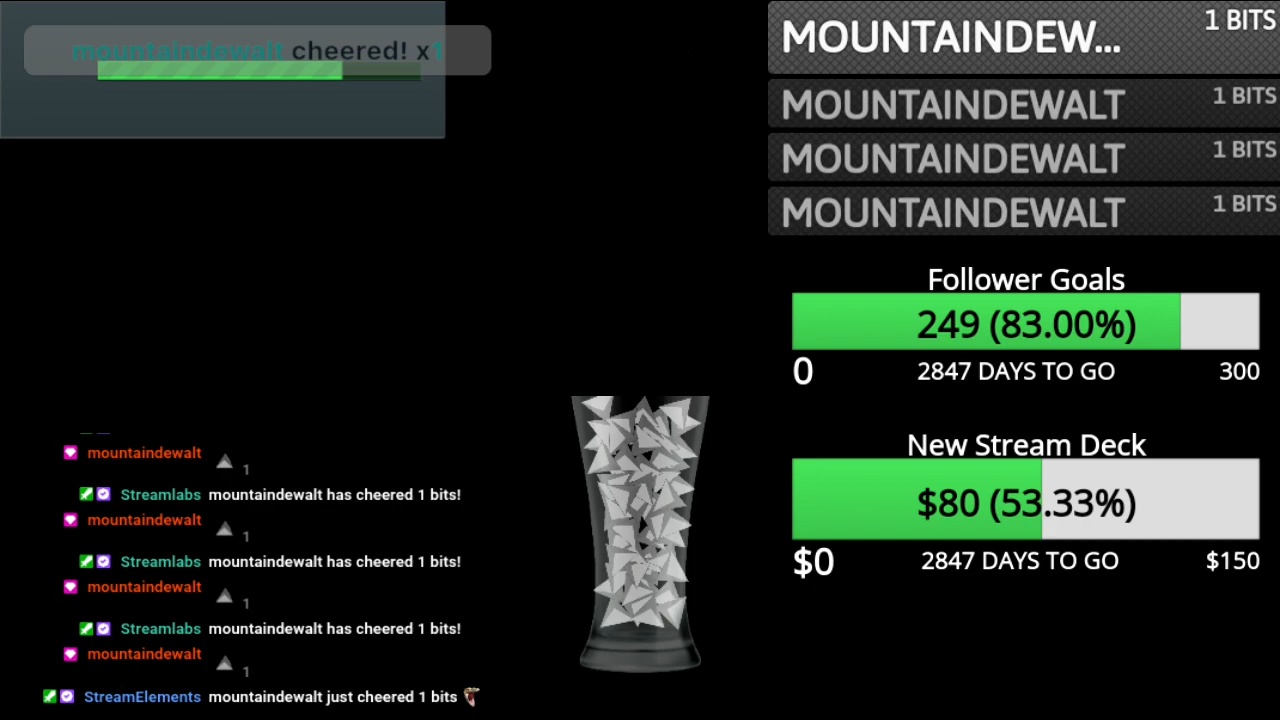 mountaindewalt cheered! x1
MOUNTAINDEW... 1 BITS
MOUNTAINDEWALT 1 BITS
MOUNTAINDEWALT 1 BITS
MOUNTAINDEWALT 1 BITS
Follower Goals
249 (83.00%)
0 2847 DAYS TO GO 300
New Stream Deck
$80 (53.33%)
$0 2847 DAYS TO GO $150
mountaindewalt 1
Streamlabs mountaindewalt has cheered 1 bits!
mountaindewalt 1
Streamlabs mountaindewalt has cheered 1 bits!
mountaindewalt 1
Streamlabs mountaindewalt has cheered 1 bits!
mountaindewalt 1
StreamElements mountaindewalt just cheered 1 bits